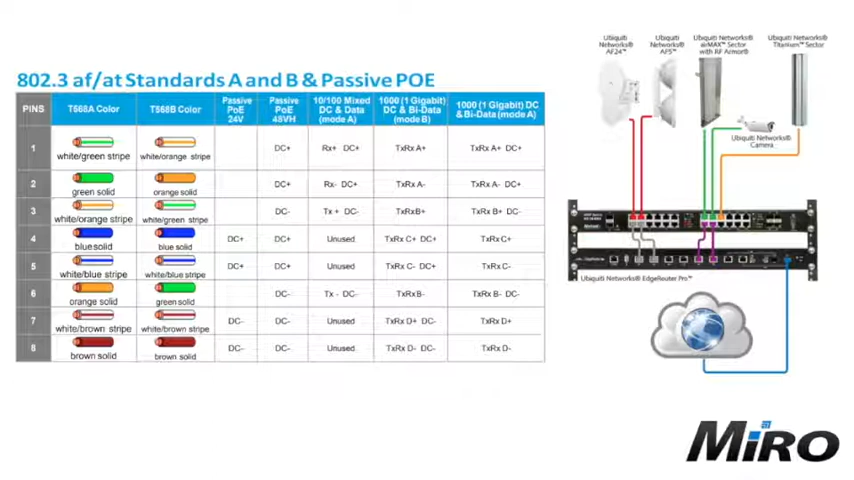 802.3 af/at Standards A and B & Passive POE
PINS T568A Color T568B Color Passive PoE 24V Passive PoE 48VH 10/100 Mixed DC & Data (mode A) 1000 (1 Gigabit) DC & Bi-Data (mode B) 1000 (1 Gigabit) DC & Bi-Data (mode A)
1 white/green stripe white/orange stripe DC+ Rx+ DC+ TxRx A+ TxRx A+ DC+
2 green solid orange solid DC+ Rx- DC+ TxRx A- TxRx A- DC+
3 white/orange stripe white/green stripe DC- Tx + DC- TxRxB+ TxRx B+ DC-
4 blue solid blue solid DC+ DC+ Unused TxRx C+ DC+ TxRx C+
5 white/blue stripe white/blue stripe DC+ DC+ Unused TxRx C- DC+ TxRx C-
6 orange solid green solid DC- Tx - DC- TxRxB- TxRx B- DC-
7 white/brown stripe white/brown stripe DC- DC- Unused TxRx D+ DC- TxRx D+
8 brown solid brown solid DC- DC- Unused TxRx D- DC- TxRx D-
Ubiquiti Networks® AF24™
Ubiquiti Networks® AF5™
Ubiquiti Networks® airMAX™ Sector with RF Armor®
Ubiquiti Networks® Titanium™ Sector
Ubiquiti Networks® Camera
Ubiquiti Networks® EdgeRouter Pro™
MiRO